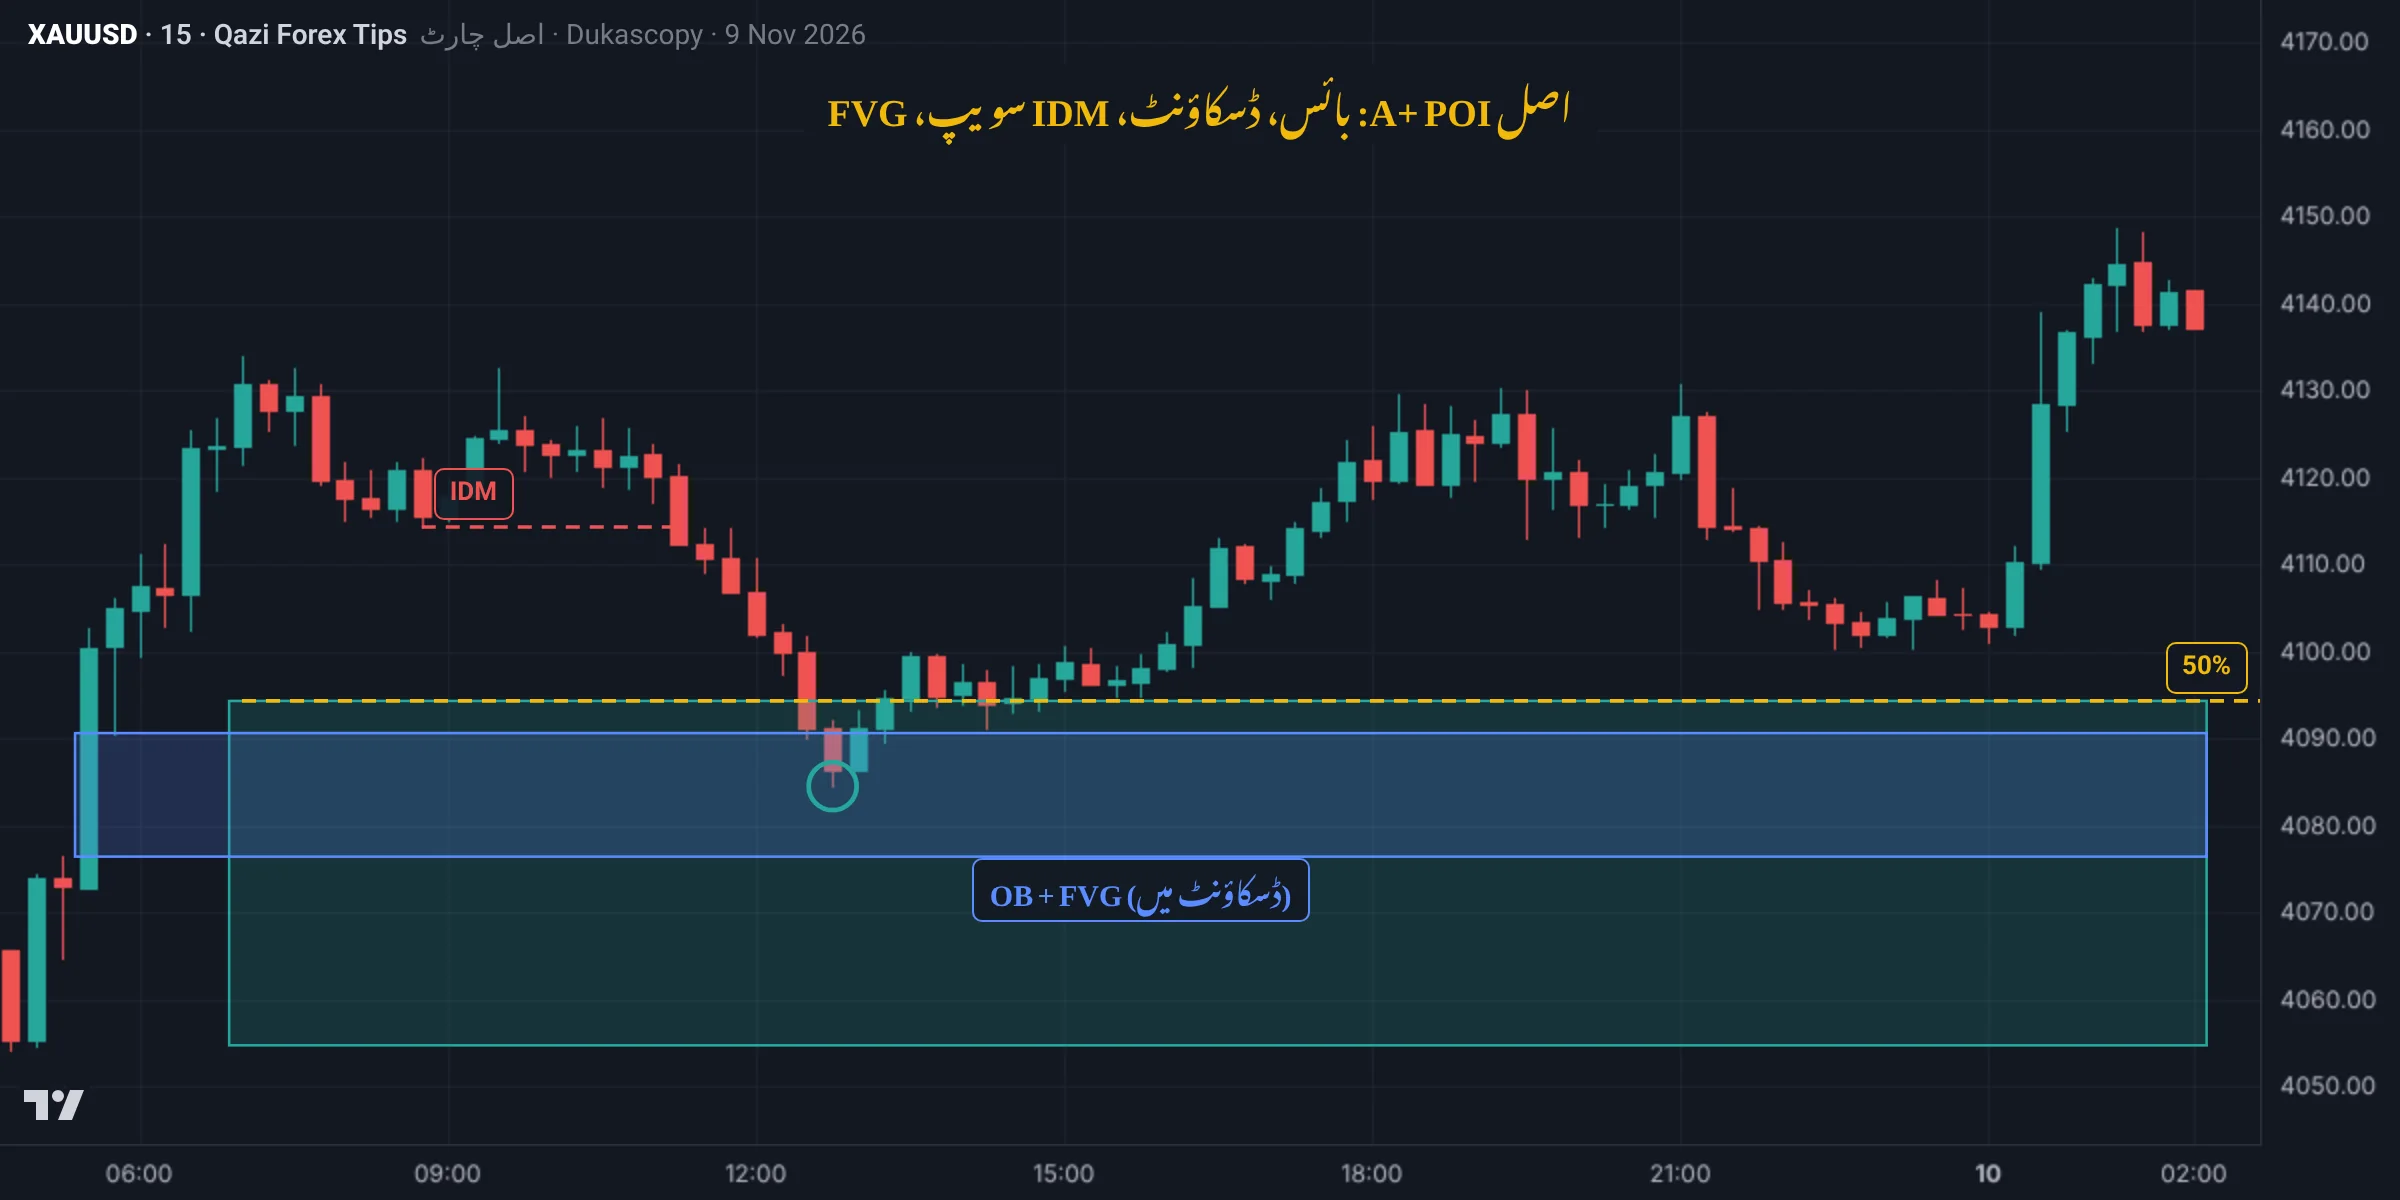 XAUUSD · 15 · Qazi Forex Tips اصل چارٹ · Dukascopy · 9 Nov 2026
اصل A+ POI: بائس، ڈسکاؤنٹ، IDM سویپ، FVG
4170.00
4160.00
4150.00
4140.00
4130.00
4120.00
4110.00
4100.00
4090.00
4080.00
4070.00
4060.00
4050.00
IDM
50%
OB + FVG (ڈسکاؤنٹ میں)
06:00 09:00 12:00 15:00 18:00 21:00 10 02:00